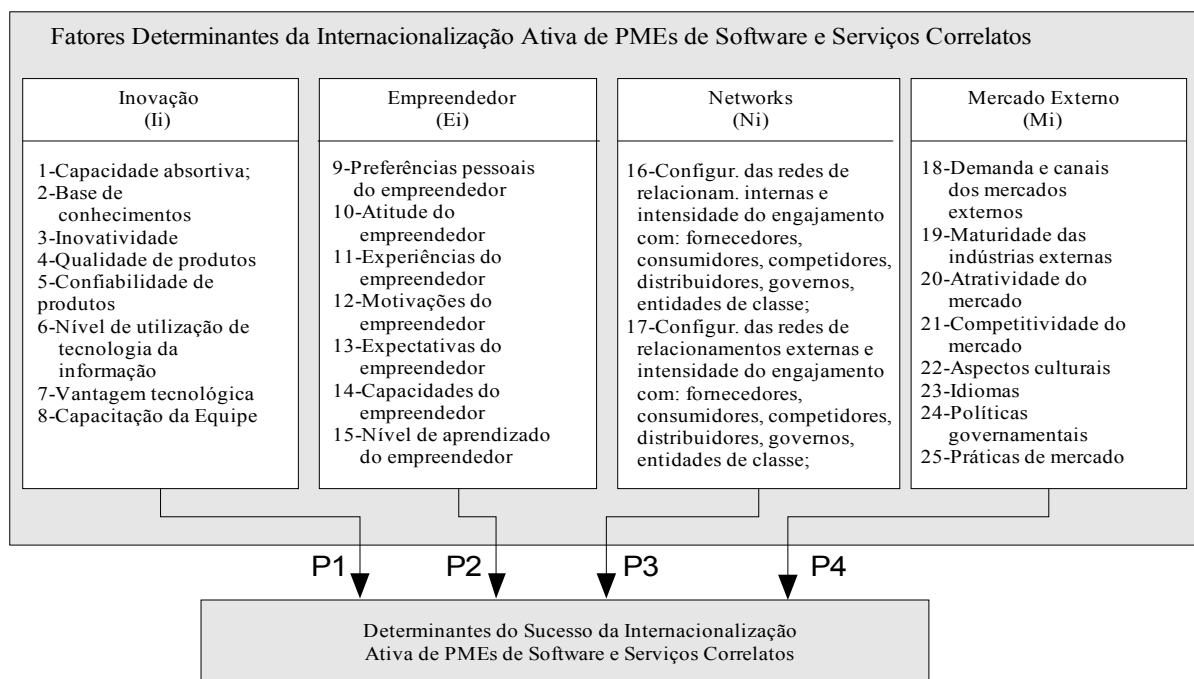 Fatores Determinantes da Internacionalização Ativa de PMEs de Software e Serviços Correlatos
Inovação
(Ii)
1-Capacidade absortiva;
2-Base de
conhecimentos
3-Inovatividade
4-Qualidade de produtos
5-Confiabilidade de
produtos
6-Nível de utilização de
tecnologia da
informação
7-Vantagem tecnológica
8-Capacitação da Equipe
Empreendedor
(Ei)
9-Preferências pessoais
do empreendedor
10-Atitude do
empreendedor
11-Experiências do
empreendedor
12-Motivações do
empreendedor
13-Expectativas do
empreendedor
14-Capacidades do
empreendedor
15-Nível de aprendizado
do empreendedor
Networks
(Ni)
16-Configur. das redes de
relacionam. internas e
intensidade do engajamento
com: fornecedores,
consumidores, competidores,
distribuidores, governos,
entidades de classe;
17-Configur. das redes de
relacionamentos externas e
intensidade do engajamento
com: fornecedores,
consumidores, competidores,
distribuidores, governos,
entidades de classe;
Mercado Externo
(Mi)
18-Demanda e canais
dos mercados
externos
19-Maturidade das
indústrias externas
20-Atratividade do
mercado
21-Competitividade do
mercado
22-Aspectos culturais
23-Idiomas
24-Políticas
governamentais
25-Práticas de mercado
P1
P2
P3
P4
Determinantes do Sucesso da Internacionalização
Ativa de PMEs de Software e Serviços Correlatos